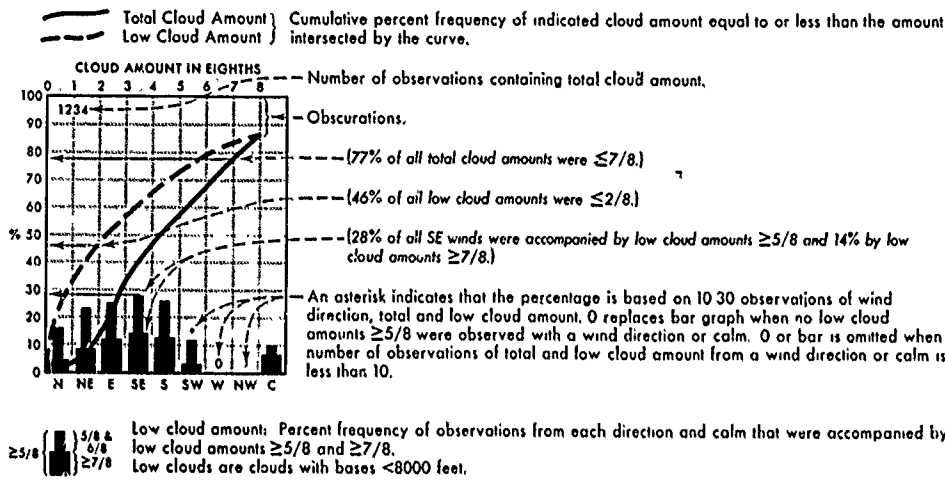 Total Cloud Amount
Low Cloud Amount
Cumulative percent frequency of indicated cloud amount equal to or less than the amount
intersected by the curve.
CLOUD AMOUNT IN EIGHTHS
0 1 2 3 4 5 6 7 8
1234
Number of observations containing total cloud amount.
Obscurations.
(77% of all total cloud amounts were ≤7/8.)
(46% of ail low cloud amounts were ≤2/8.)
(28% of all SE winds were accompanied by low cloud amounts ≥5/8 and 14% by low
cloud amounts ≥7/8.)
An asterisk indicates that the percentage is based on 10 30 observations of wind
direction, total and low cloud amount. 0 replaces bar graph when no low cloud
amounts ≥5/8 were observed with a wind direction or calm. 0 or bar is omitted when
number of observations of total and low cloud amount from a wind direction or calm is
less than 10.
100
90
80
70
60
% 50
40
30
20
10
0
*
0
N NE E SE S SW W NW C
≥5/8
5/8 &
6/8
≥7/8
Low cloud amount: Percent frequency of observations from each direction and calm that were accompanied by
low cloud amounts ≥5/8 and ≥7/8.
Low clouds are clouds with bases <8000 feet.